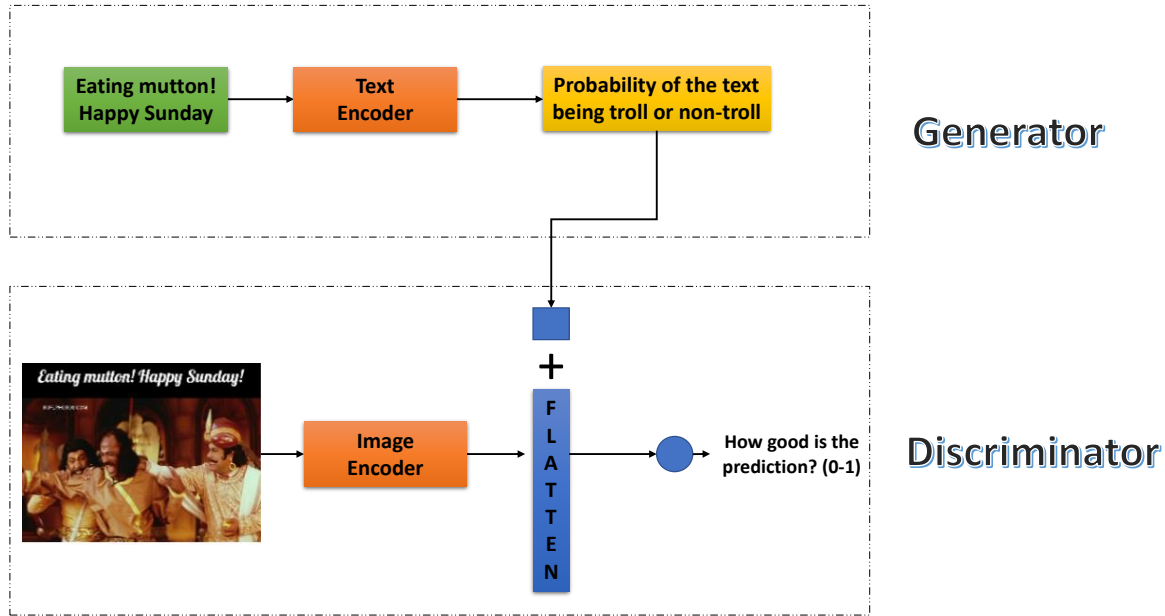 Eating mutton!
Happy Sunday
Text
Encoder
Probability of the text
being troll or non-troll
Generator
+
Eating mutton! Happy Sunday!
Image
Encoder
F
L
A
T
T
E
N
How good is the
prediction? (0-1)
Discriminator